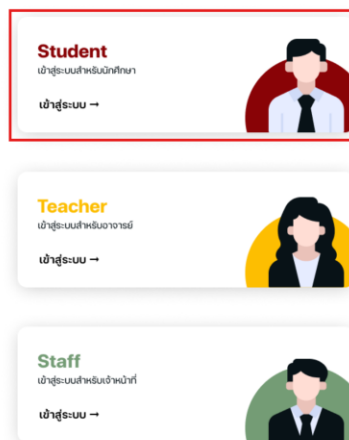 Student
เข้าสู่ระบบสำหรับนักศึกษา
เข้าสู่ระบบ →
Teacher
เข้าสู่ระบบสำหรับอาจารย์
เข้าสู่ระบบ →
Staff
เข้าสู่ระบบสำหรับเจ้าหน้าที่
เข้าสู่ระบบ →